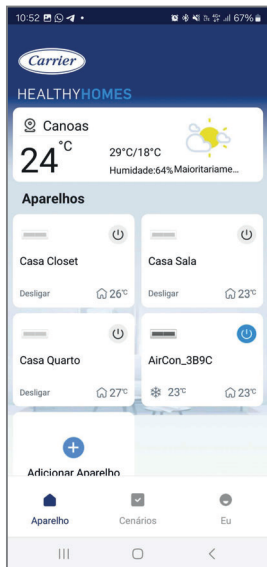 10:52 67%
Carrier
HEALTHYHOMES
Canoas
24°C
29°C/18°C
Humidade:64% Maioritariame...
Aparelhos
Casa Closet
Desligar 26°C
Casa Sala
Desligar 23°C
Casa Quarto
Desligar 27°C
AirCon_3B9C
23°C 23°C
Adicionar Aparelho
Aparelho
Cenários
Eu